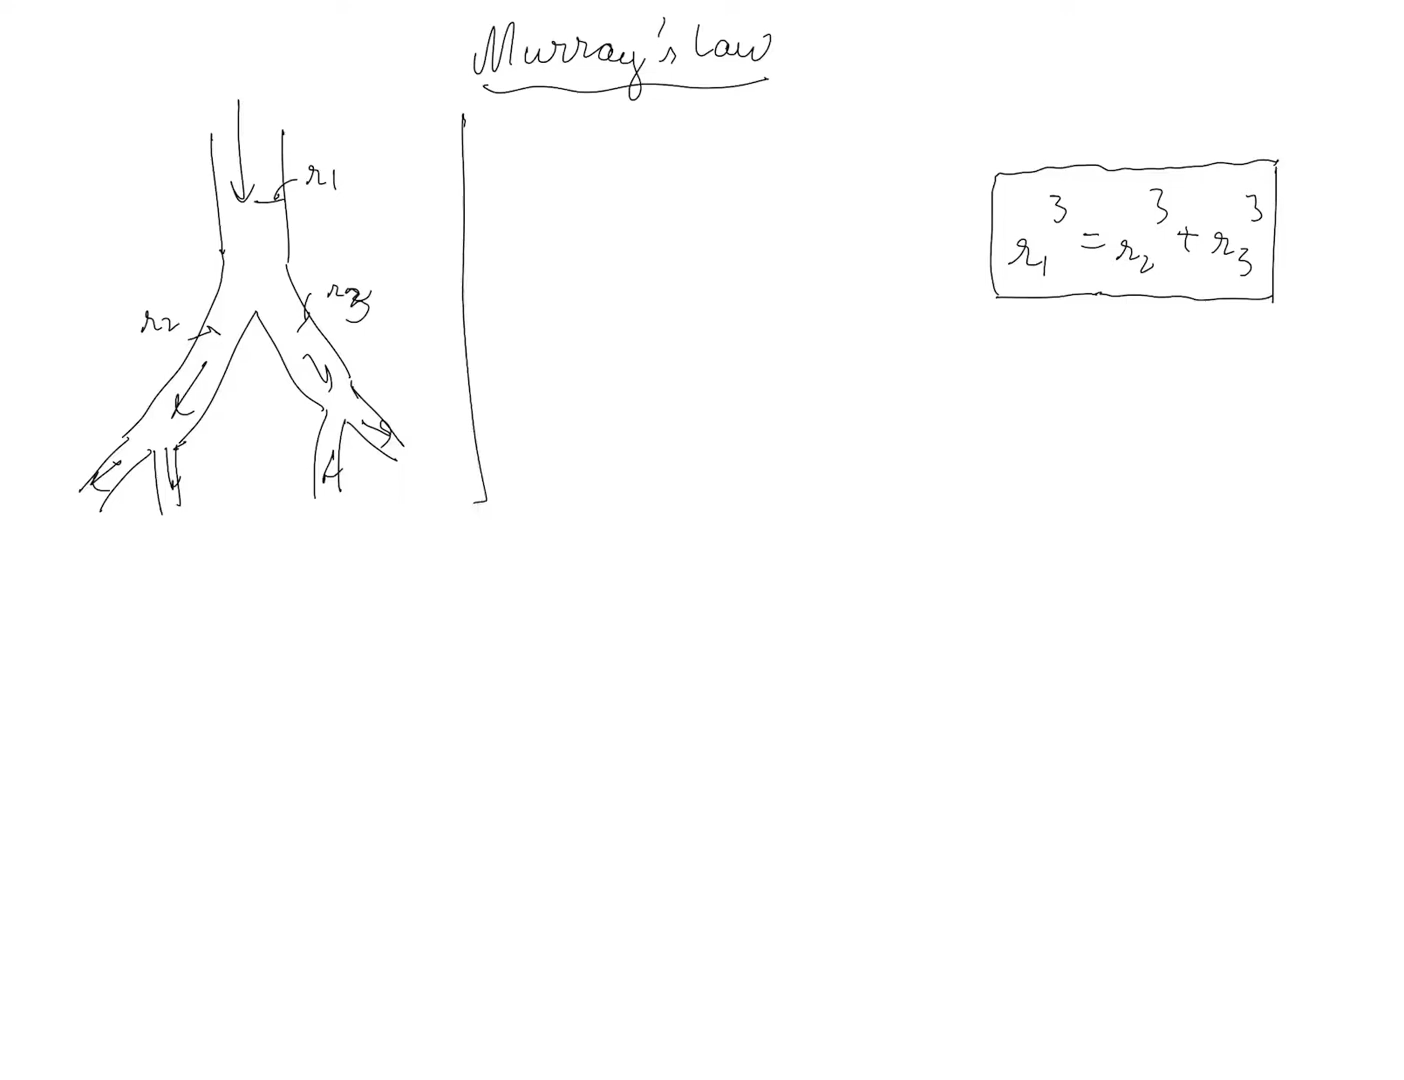 Murray's Law
r1
r2
r3
r₁³ = r₂³ + r₃³